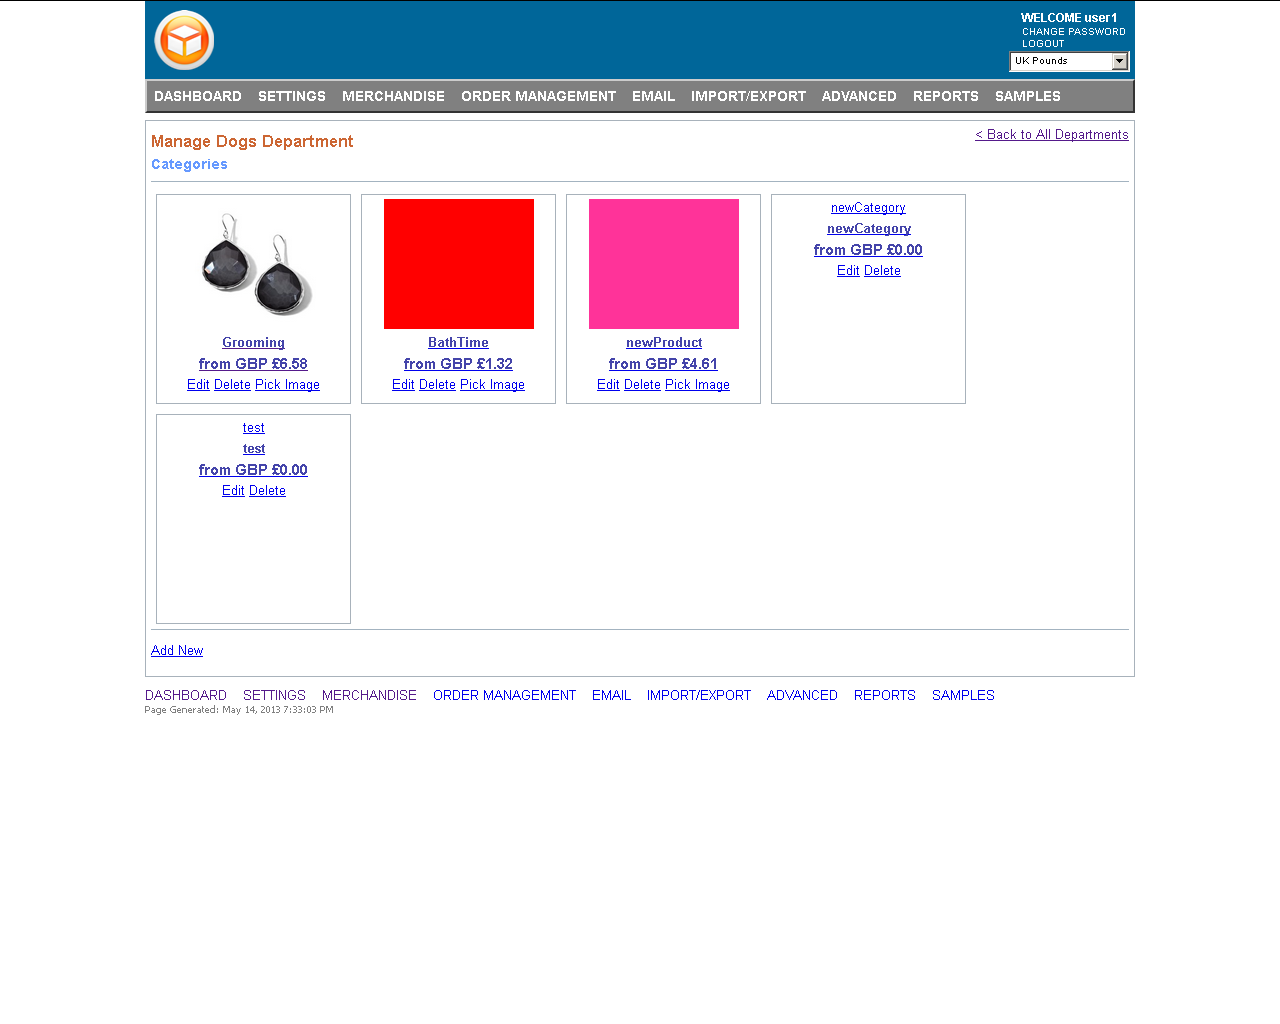 WELCOME user1
CHANGE PASSWORD
LOGOUT
UK Pounds
DASHBOARD SETTINGS MERCHANDISE ORDER MANAGEMENT EMAIL IMPORT/EXPORT ADVANCED REPORTS SAMPLES
Manage Dogs Department
< Back to All Departments
Categories
Grooming
from GBP £6.58
Edit Delete Pick Image
BathTime
from GBP £1.32
Edit Delete Pick Image
newProduct
from GBP £4.61
Edit Delete Pick Image
newCategory
newCategory
from GBP £0.00
Edit Delete
test
test
from GBP £0.00
Edit Delete
Add New
DASHBOARD SETTINGS MERCHANDISE ORDER MANAGEMENT EMAIL IMPORT/EXPORT ADVANCED REPORTS SAMPLES
Page Generated: May 14, 2013 7:33:03 PM